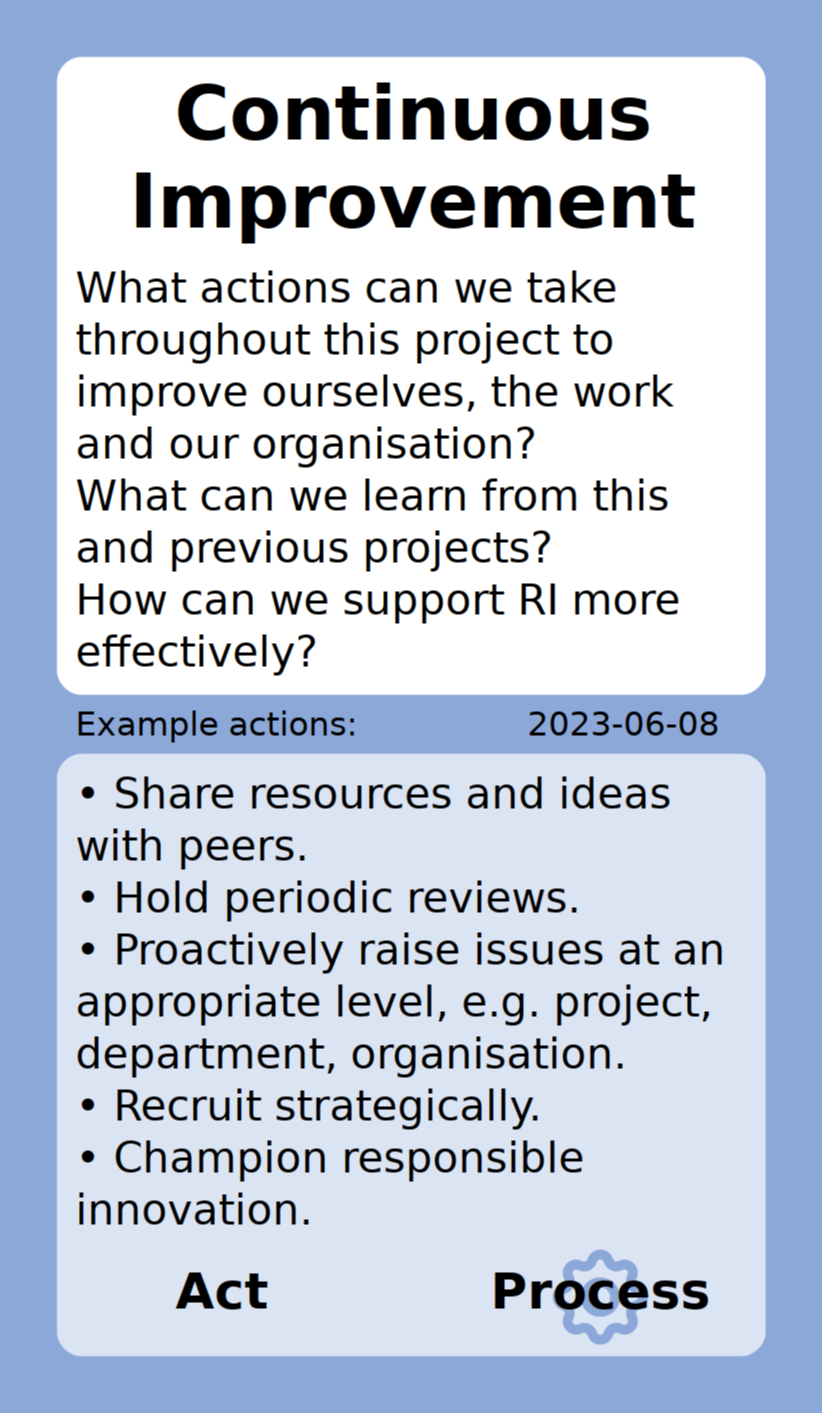 Continuous
Improvement
What actions can we take
throughout this project to
improve ourselves, the work
and our organisation?
What can we learn from this
and previous projects?
How can we support RI more
effectively?
Example actions: 2023-06-08
• Share resources and ideas
with peers.
• Hold periodic reviews.
• Proactively raise issues at an
appropriate level, e.g. project,
department, organisation.
• Recruit strategically.
• Champion responsible
innovation.
Act Process